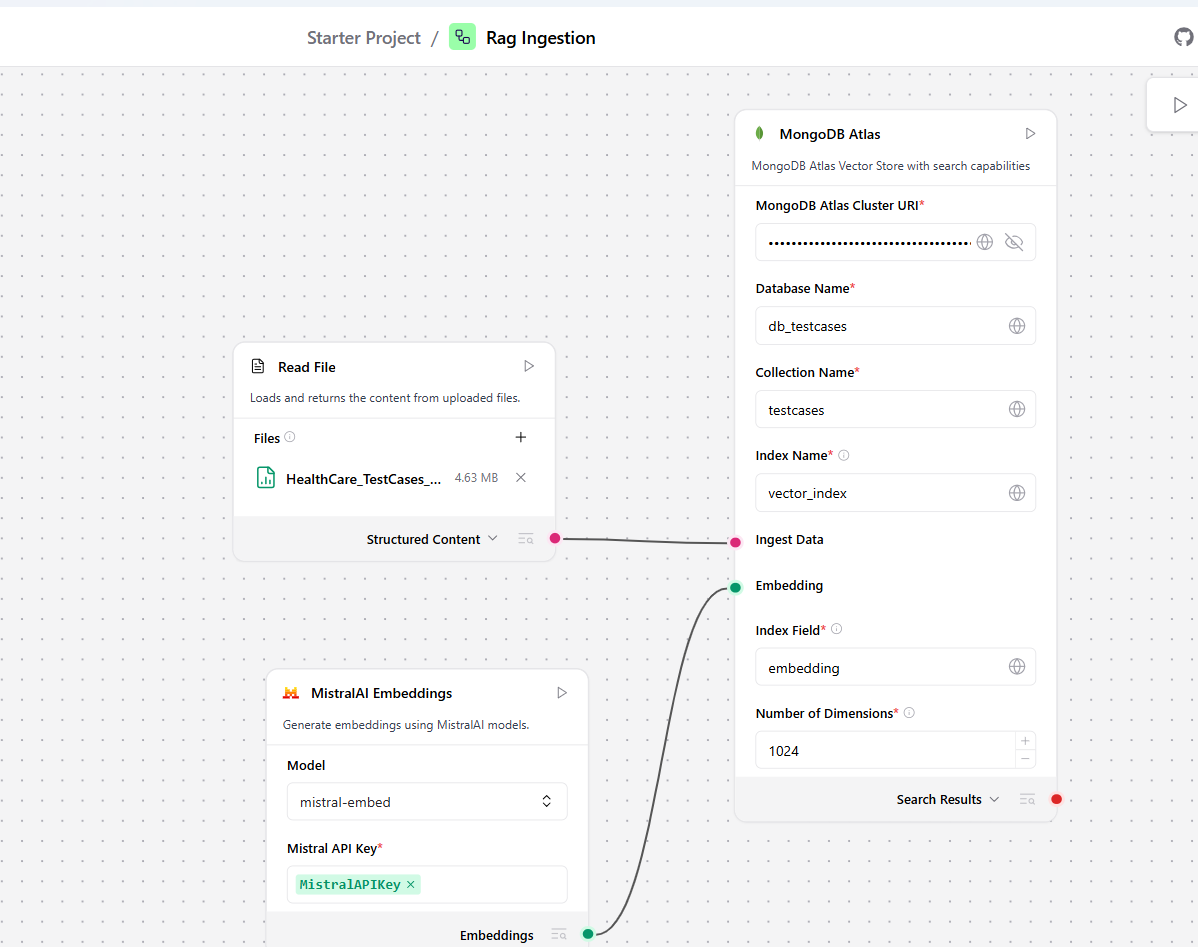 Starter Project / Rag Ingestion
MongoDB Atlas
MongoDB Atlas Vector Store with search capabilities
MongoDB Atlas Cluster URI*
••••••••••••••••••••••••••••••••••••
Database Name*
db_testcases
Collection Name*
testcases
Index Name*
vector_index
Ingest Data
Embedding
Index Field*
embedding
Number of Dimensions*
1024
Search Results
Read File
Loads and returns the content from uploaded files.
Files
HealthCare_TestCases_... 4.63 MB
Structured Content
MistralAI Embeddings
Generate embeddings using MistralAI models.
Model
mistral-embed
Mistral API Key*
MistralAPIKey ×
Embeddings